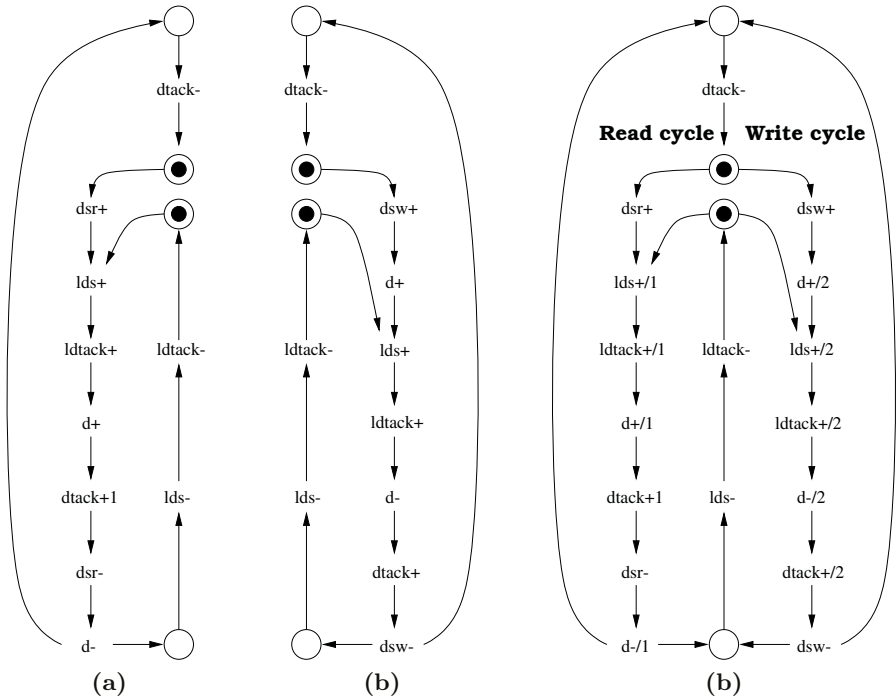 dtack-
dsr+
lds+
ldtack+
ldtack-
d+
dtack+1
lds-
dsr-
d-
(a)
dtack-
dsw+
d+
ldtack-
lds+
ldtack+
lds-
d-
dtack+
dsw-
(b)
dtack-
Read cycle
Write cycle
dsr+
dsw+
lds+/1
d+/2
ldtack+/1
ldtack-
lds+/2
d+/1
ldtack+/2
dtack+1
lds-
d-/2
dsr-
dtack+/2
d-/1
dsw-
(b)